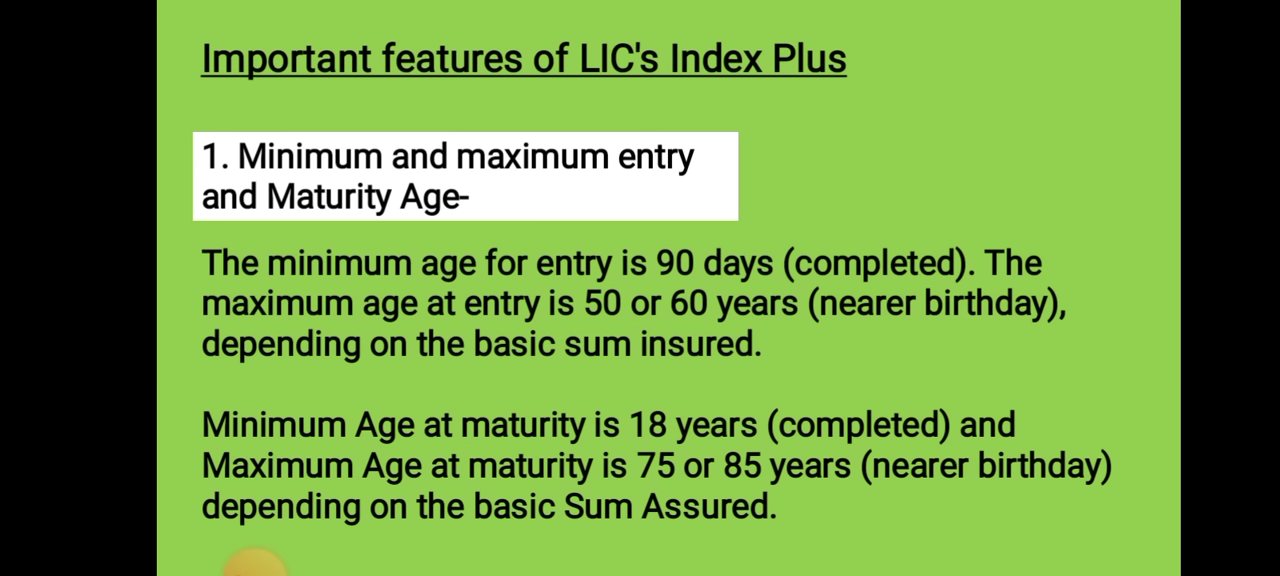 Important features of LIC's Index Plus
1. Minimum and maximum entry
and Maturity Age-
The minimum age for entry is 90 days (completed). The
maximum age at entry is 50 or 60 years (nearer birthday),
depending on the basic sum insured.
Minimum Age at maturity is 18 years (completed) and
Maximum Age at maturity is 75 or 85 years (nearer birthday)
depending on the basic Sum Assured.